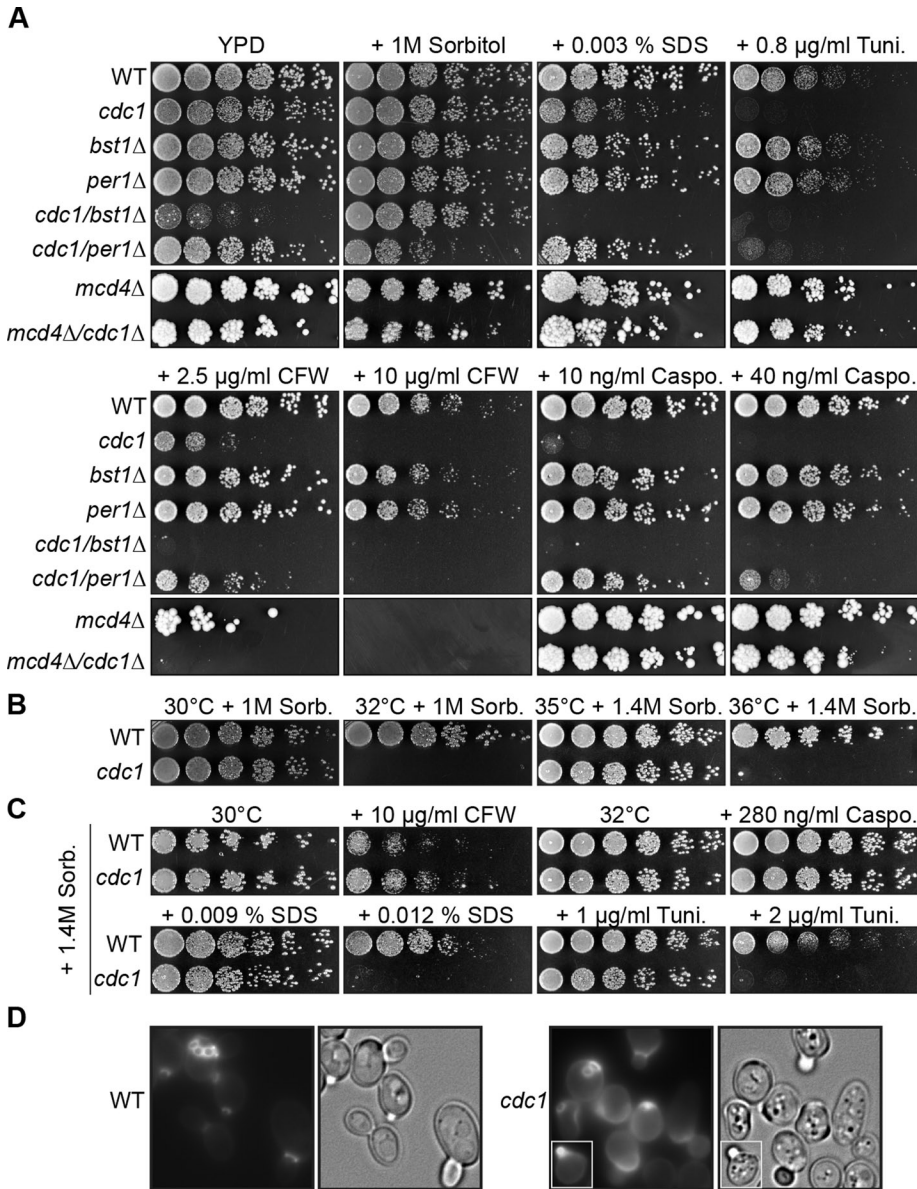 A
YPD + 1M Sorbitol + 0.003 % SDS + 0.8 µg/ml Tuni.
WT
cdc1
bst1Δ
per1Δ
cdc1/bst1Δ
cdc1/per1Δ
mcd4Δ
mcd4Δ/cdc1Δ
+ 2.5 µg/ml CFW + 10 µg/ml CFW + 10 ng/ml Caspo. + 40 ng/ml Caspo.
WT
cdc1
bst1Δ
per1Δ
cdc1/bst1Δ
cdc1/per1Δ
mcd4Δ
mcd4Δ/cdc1Δ
B
30°C + 1M Sorb. 32°C + 1M Sorb. 35°C + 1.4M Sorb. 36°C + 1.4M Sorb.
WT
cdc1
C
+ 1.4M Sorb.
30°C + 10 µg/ml CFW 32°C + 280 ng/ml Caspo.
WT
cdc1
+ 0.009 % SDS + 0.012 % SDS + 1 µg/ml Tuni. + 2 µg/ml Tuni.
WT
cdc1
D
WT cdc1